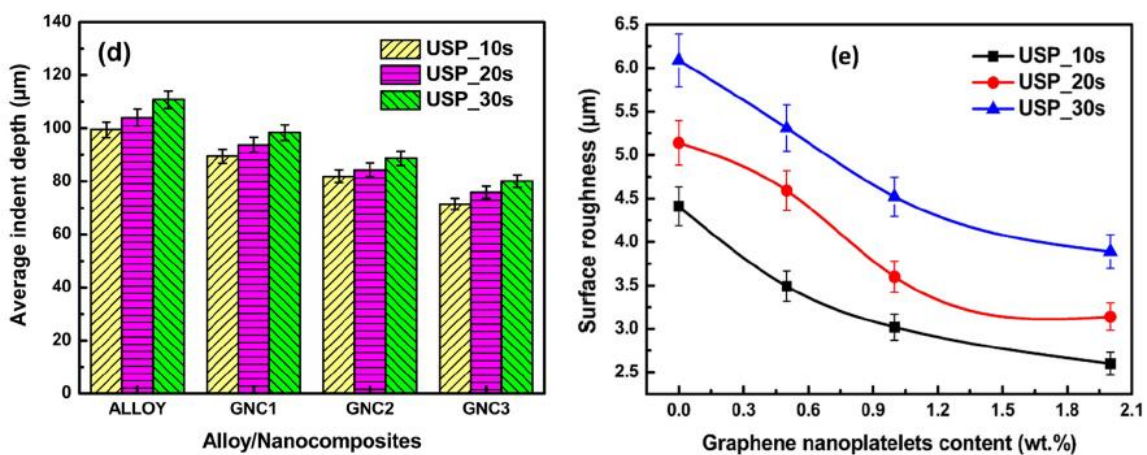 (d)
USP_10s
USP_20s
USP_30s
Average indent depth (μm)
140
120
100
80
60
40
20
0
ALLOY GNC1 GNC2 GNC3
Alloy/Nanocomposites
(e)
USP_10s
USP_20s
USP_30s
Surface roughness (μm)
6.5
6.0
5.5
5.0
4.5
4.0
3.5
3.0
2.5
0.0 0.3 0.6 0.9 1.2 1.5 1.8 2.1
Graphene nanoplatelets content (wt.%)